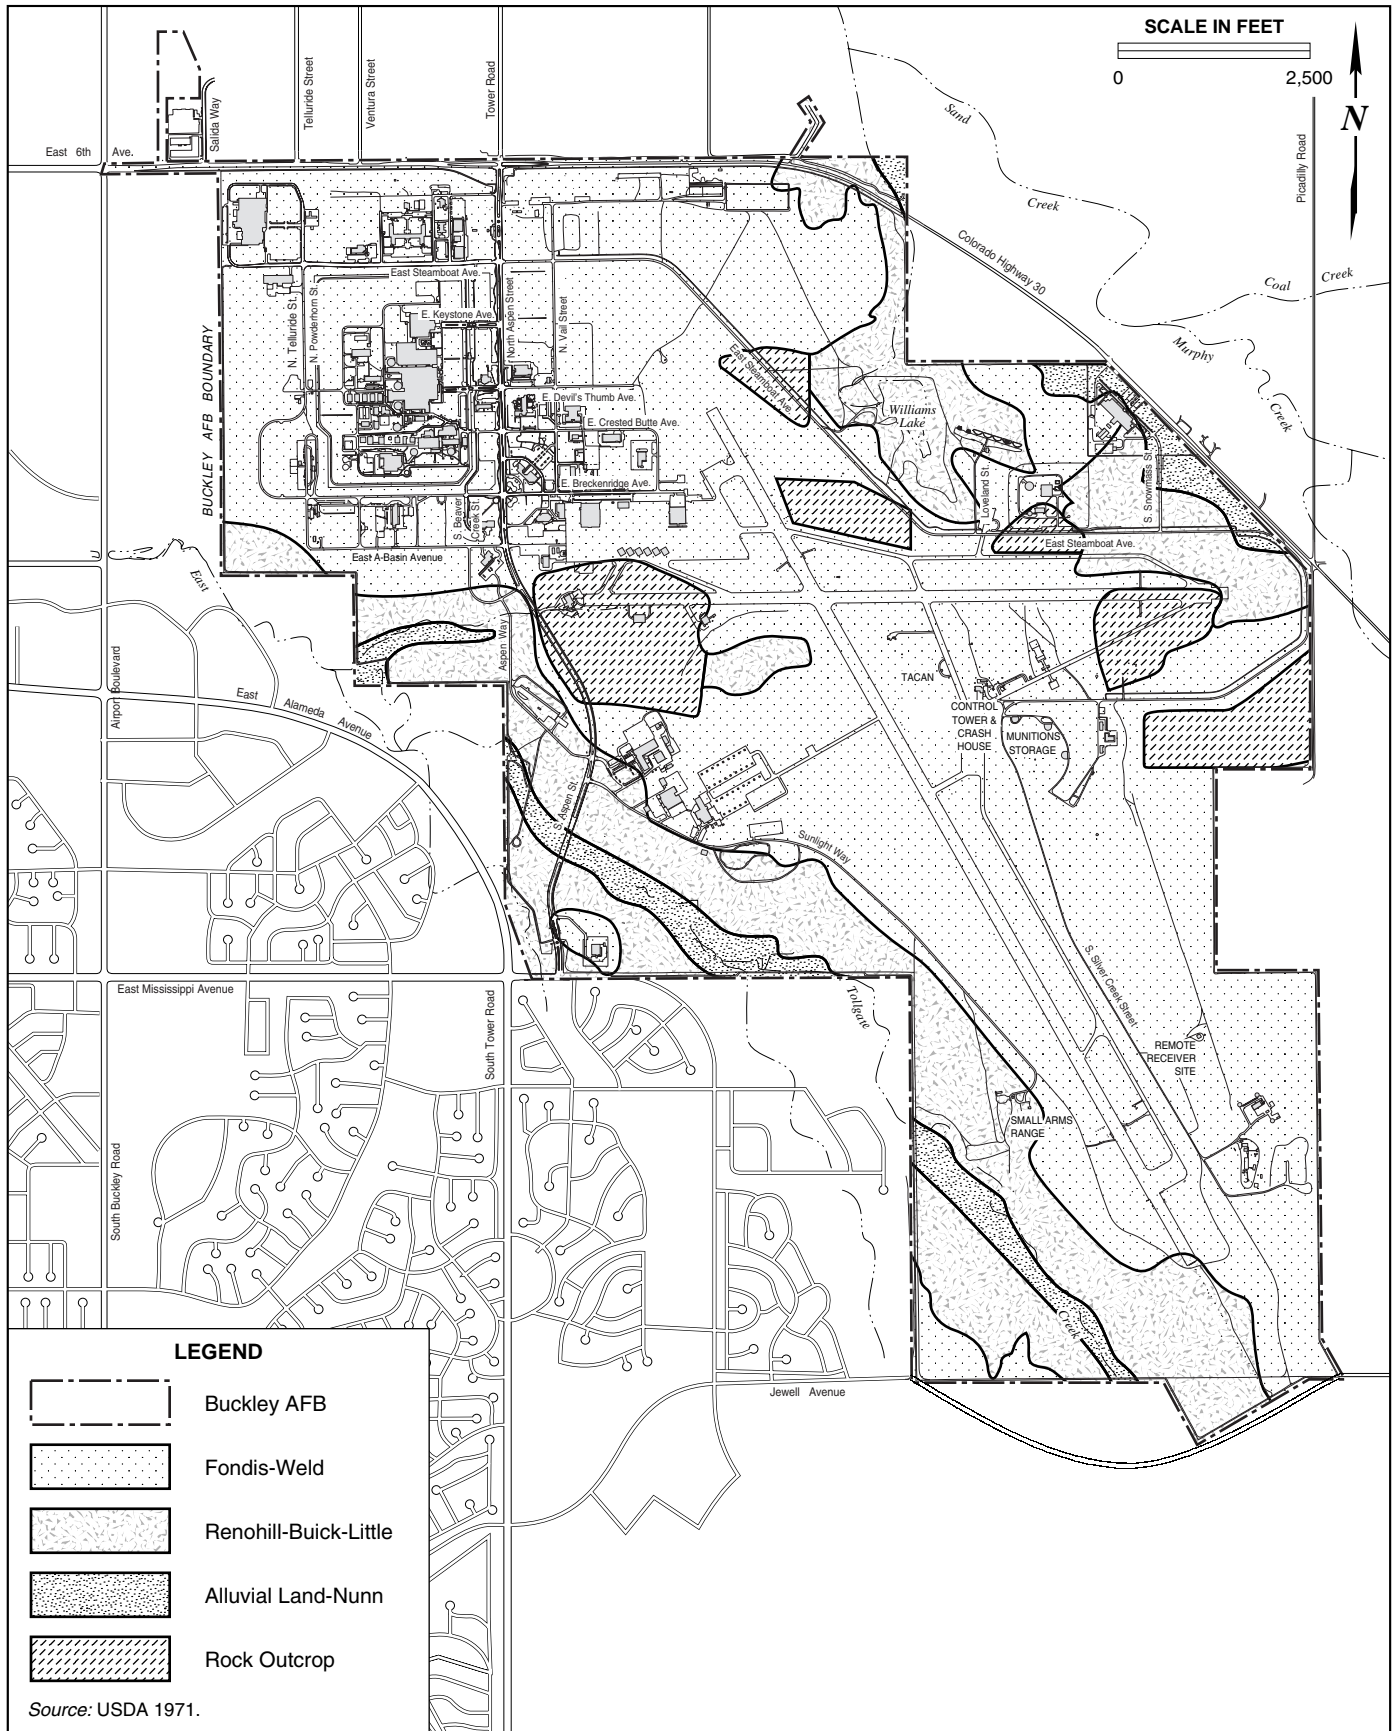 SCALE IN FEET
0 2,500
N
Salida Way
Telluride Street
Ventura Street
Tower Road
East 6th Ave.
Sand
Creek
Picadilly Road
Colorado Highway 30
Coal Creek
Murphy
Creek
East Steamboat Ave.
E. Keystone Ave.
N. Telluride St.
N. Powderhorn St.
North Aspen Street
N. Vail Street
BUCKLEY AFB BOUNDARY
East Steamboat Ave.
E. Devil's Thumb Ave.
E. Crested Butte Ave.
Williams
Lake
E. Breckenridge Ave.
Loveland St.
S. Snowmass St.
S. Beaver
Creek St.
East A-Basin Avenue
East Steamboat Ave.
East
Aspen Way
Airport Boulevard
TACAN
East Alameda Avenue
CONTROL
TOWER &
CRASH
HOUSE
MUNITIONS
STORAGE
S. Aspen St.
Sunlight Way
S. Silver Creek Street
East Mississippi Avenue
Tollgate
South Tower Road
REMOTE
RECEIVER
SITE
SMALL ARMS
RANGE
South Buckley Road
Creek
Jewell Avenue
LEGEND
Buckley AFB
Fondis-Weld
Renohill-Buick-Little
Alluvial Land-Nunn
Rock Outcrop
Source: USDA 1971.